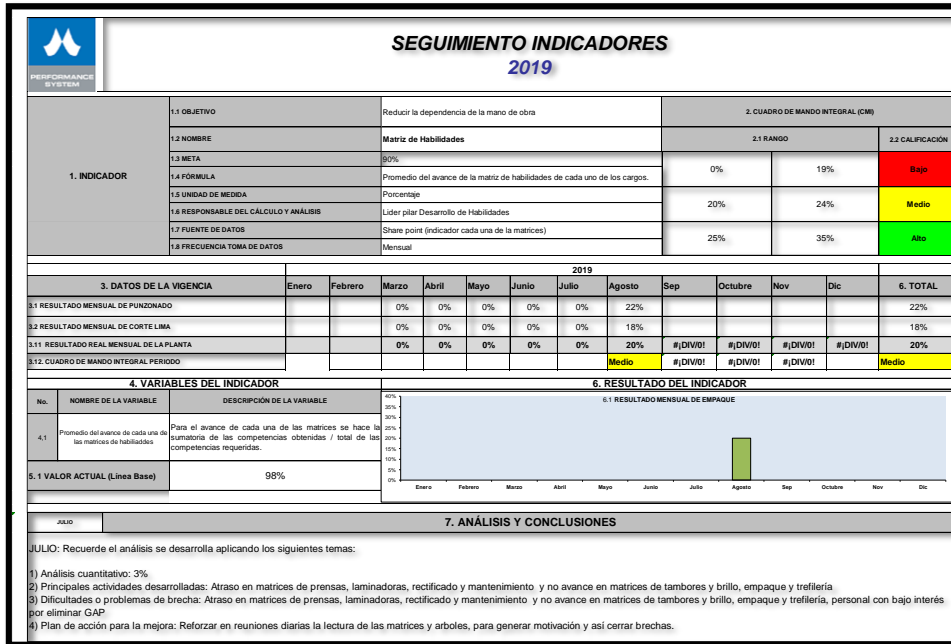 PERFORMANCE
SYSTEM
SEGUIMIENTO INDICADORES
2019
1. INDICADOR
1.1 OBJETIVO
Reducir la dependencia de la mano de obra
1.2 NOMBRE
Matriz de Habilidades
1.3 META
90%
1.4 FÓRMULA
Promedio del avance de la matriz de habilidades de cada uno de los cargos.
1.5 UNIDAD DE MEDIDA
Porcentaje
1.6 RESPONSABLE DEL CÁLCULO Y ANÁLISIS
Lider pilar Desarrollo de Habilidades
1.7 FUENTE DE DATOS
Share point (indicador cada una de la matrices)
1.8 FRECUENCIA TOMA DE DATOS
Mensual
2. CUADRO DE MANDO INTEGRAL (CMI)
2.1 RANGO 2.2 CALIFICACIÓN
0% 19% Bajo
20% 24% Medio
25% 35% Alto
2019
3. DATOS DE LA VIGENCIA Enero Febrero Marzo Abril Mayo Junio Julio Agosto Sep Octubre Nov Dic 6. TOTAL
3.1 RESULTADO MENSUAL DE PUNZONADO 0% 0% 0% 0% 0% 22% 22%
3.2 RESULTADO MENSUAL DE CORTE LIMA 0% 0% 0% 0% 0% 18% 18%
3.11 RESULTADO REAL MENSUAL DE LA PLANTA 0% 0% 0% 0% 0% 20% #¡DIV/0! #¡DIV/0! #¡DIV/0! #¡DIV/0! 20%
3.12. CUADRO DE MANDO INTEGRAL PERIODO Medio #¡DIV/0! #¡DIV/0! #¡DIV/0! Medio
4. VARIABLES DEL INDICADOR
No. NOMBRE DE LA VARIABLE DESCRIPCIÓN DE LA VARIABLE
4,1
Promedio del avance de cada una de
las matrices de habiliaddes
Para el avance de cada una de las matrices se hace la
sumatoria de las competencias obtenidas / total de las
competencias requeridas.
5. 1 VALOR ACTUAL (Línea Base) 98%
6. RESULTADO DEL INDICADOR
6.1 RESULTADO MENSUAL DE EMPAQUE
40%
35%
30%
25%
20%
15%
10%
5%
0%
Enero Febrero Marzo Abril Mayo Junio Julio Agosto Sep Octubre Nov Dic
JULIO 7. ANÁLISIS Y CONCLUSIONES
JULIO: Recuerde el análisis se desarrolla aplicando los siguientes temas:
1) Análisis cuantitativo: 3%
2) Principales actividades desarrolladas: Atraso en matrices de prensas, laminadoras, rectificado y mantenimiento y no avance en matrices de tambores y brillo, empaque y trefilería
3) Dificultades o problemas de brecha: Atraso en matrices de prensas, laminadoras, rectificado y mantenimiento y no avance en matrices de tambores y brillo, empaque y trefilería, personal con bajo interés
por eliminar GAP
4) Plan de acción para la mejora: Reforzar en reuniones diarias la lectura de las matrices y arboles, para generar motivación y así cerrar brechas.